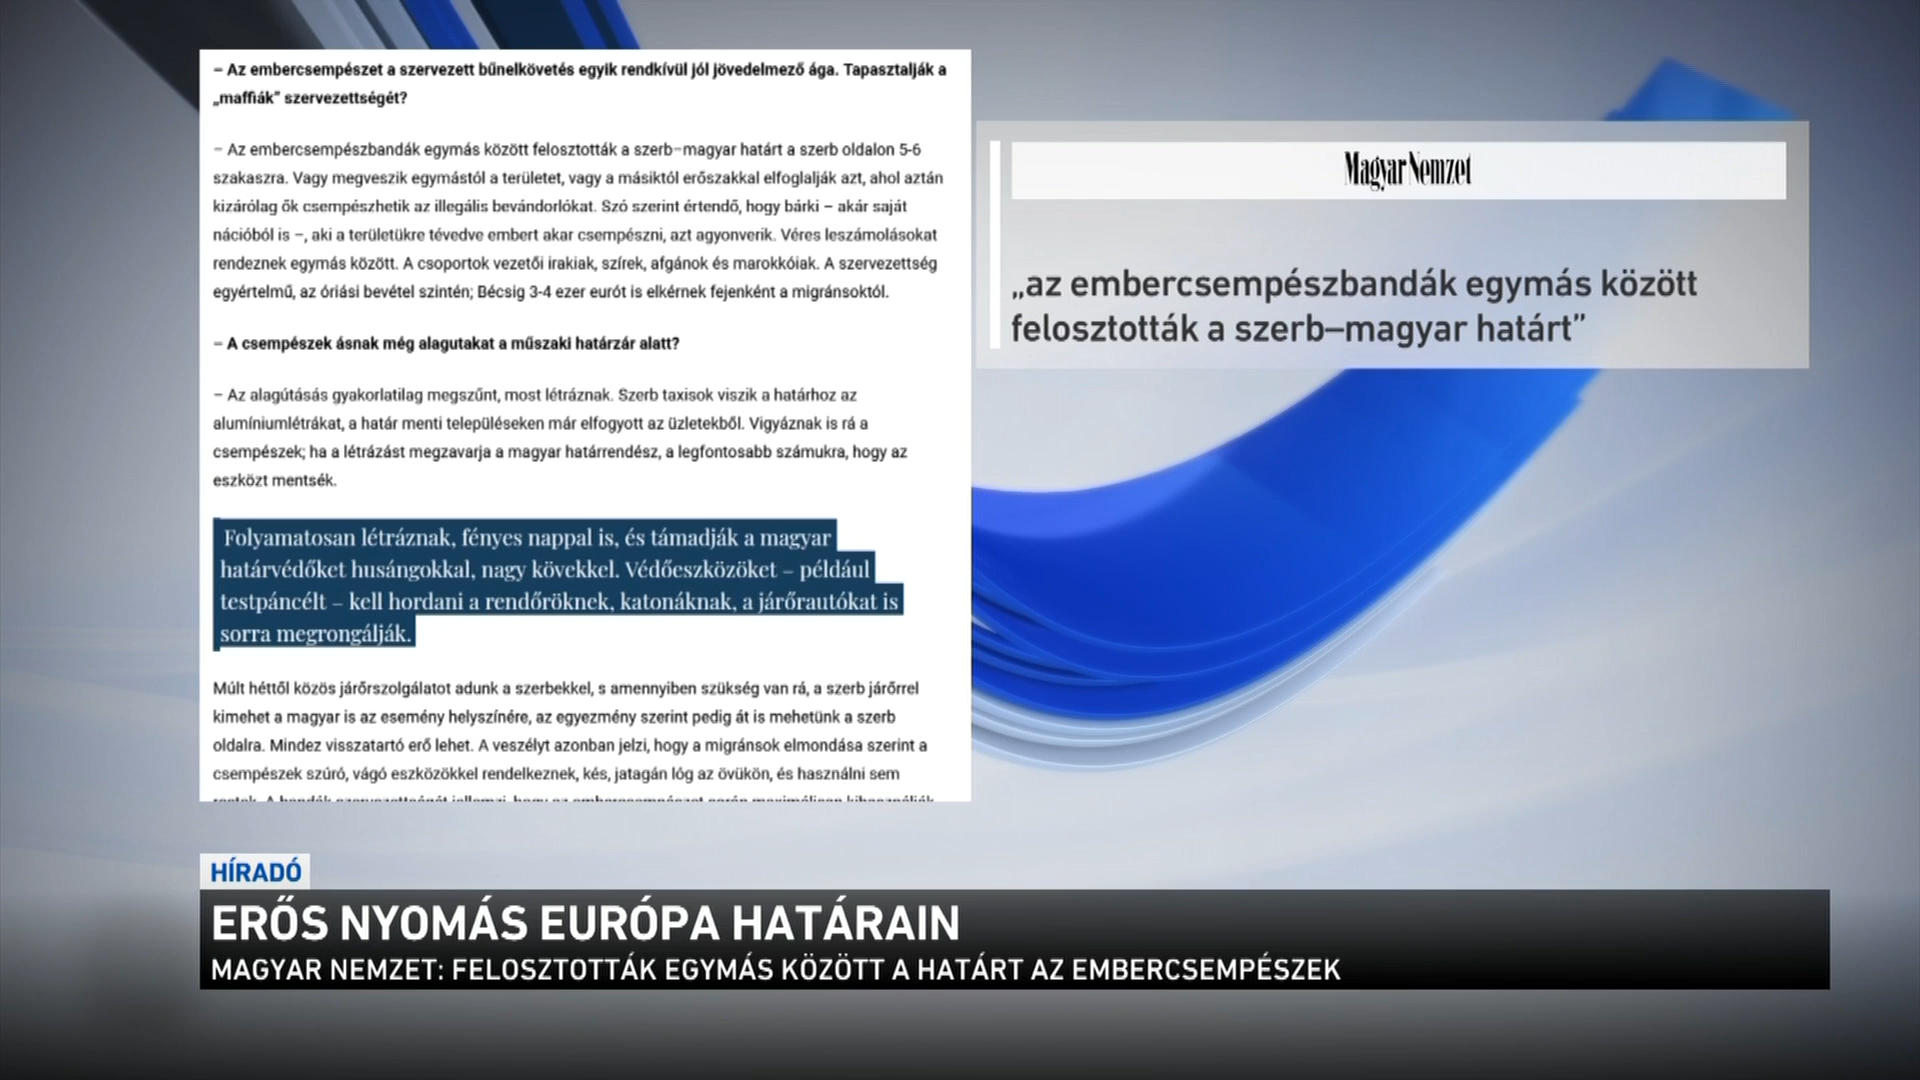 – Az embercsempészet a szervezett bűnelkövetés egyik rendkívül jól jövedelmező ága. Tapasztalják a
„maffiák” szervezettségét?
– Az embercsempészbandák egymás között felosztották a szerb–magyar határt a szerb oldalon 5-6
szakaszra. Vagy megveszik egymástól a területet, vagy a másiktól erőszakkal elfoglalják azt, ahol aztán
kizárólag ők csempészhetik az illegális bevándorlókat. Szó szerint értendő, hogy bárki – akár saját
nációból is –, aki a területükre tévedve embert akar csempészni, azt agyonverik. Véres leszámolásokat
rendeznek egymás között. A csoportok vezetői irakiak, szírek, afgánok és marokkóiak. A szervezettség
egyértelmű, az óriási bevétel szintén; Bécsig 3-4 ezer eurót is elkérnek fejenként a migránsoktól.
– A csempészek ásnak még alagutakat a műszaki határzár alatt?
– Az alagútásás gyakorlatilag megszűnt, most létráznak. Szerb taxisok viszik a határhoz az
alumíniumlétrákat, a határ menti településeken már elfogyott az üzletekből. Vigyáznak is rá a
csempészek; ha a létrázást megzavarja a magyar határrendész, a legfontosabb számukra, hogy az
eszközt mentsék.
Folyamatosan létráznak, fényes nappal is, és támadják a magyar
határvédőket husángokkal, nagy kövekkel. Védőeszközöket – például
testpáncélt – kell hordani a rendőröknek, katonáknak, a járőrautókat is
sorra megrongálják.
Múlt héttől közös járőrszolgálatot adunk a szerbekkel, s amennyiben szükség van rá, a szerb járőrrel
kimehet a magyar is az esemény helyszínére, az egyezmény szerint pedig át is mehetünk a szerb
oldalra. Mindez visszatartó erő lehet. A veszélyt azonban jelzi, hogy a migránsok elmondása szerint a
csempészek szúró, vágó eszközökkel rendelkeznek, kés, jatagán lóg az övükön, és használni sem
Magyar Nemzet
„az embercsempészbandák egymás között
felosztották a szerb–magyar határt”
HÍRADÓ
ERŐS NYOMÁS EURÓPA HATÁRAIN
MAGYAR NEMZET: FELOSZTOTTÁK EGYMÁS KÖZÖTT A HATÁRT AZ EMBERCSEMPÉSZEK